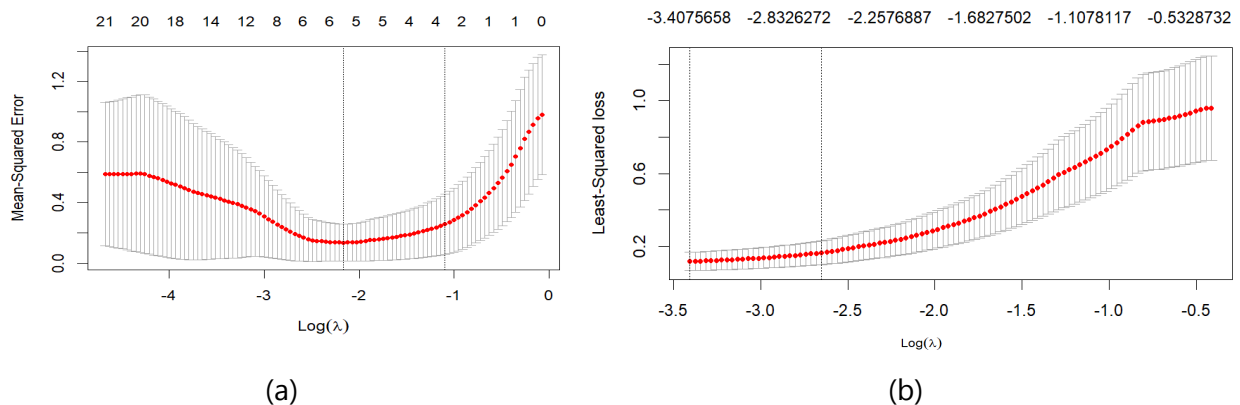 21 20 18 14 12 8 6 6 5 5 4 4 2 1 1 0
Mean-Squared Error
0.0 0.4 0.8 1.2
-4 -3 -2 -1 0
Log(λ)
(a)
-3.4075658 -2.8326272 -2.2576887 -1.6827502 -1.1078117 -0.5328732
Least-Squared loss
0.2 0.6 1.0
-3.5 -3.0 -2.5 -2.0 -1.5 -1.0 -0.5
Log(λ)
(b)